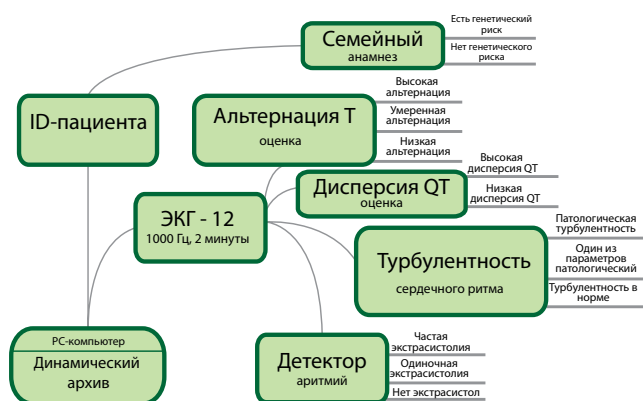 Семейный
анамнез
Есть генетический
риск
Нет генетического
риска
ID-пациента
Альтернация Т
оценка
Высокая
альтернация
Умеренная
альтернация
Низкая
альтернация
Дисперсия QT
оценка
Высокая
дисперсия QT
Низкая
дисперсия QT
ЭКГ - 12
1000 Гц, 2 минуты
Турбулентность
сердечного ритма
Патологическая
турбулентность
Один из
параметров
патологический
Турбулентность в
норме
PC-компьютер
Динамический
архив
Детектор
аритмий
Частая
экстрасистолия
Одиночная
экстрасистолия
Нет экстрасистол